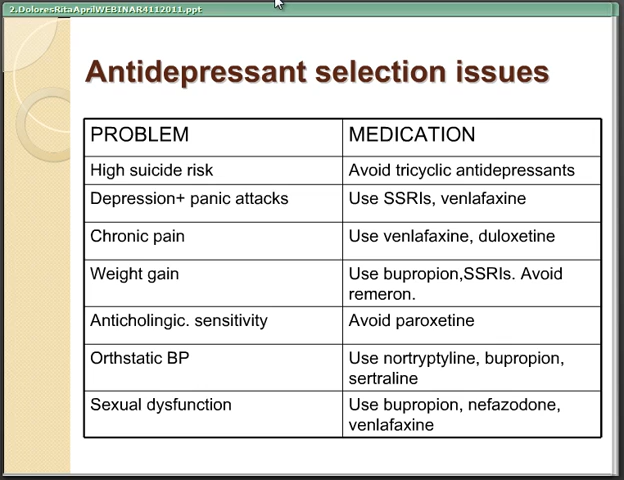 2.DoloresRitaAprilWEBINAR4112011.ppt
Antidepressant selection issues
PROBLEM MEDICATION
High suicide risk Avoid tricyclic antidepressants
Depression+ panic attacks Use SSRIs, venlafaxine
Chronic pain Use venlafaxine, duloxetine
Weight gain Use bupropion,SSRIs. Avoid
remeron.
Anticholingic. sensitivity Avoid paroxetine
Orthstatic BP Use nortryptyline, bupropion,
sertraline
Sexual dysfunction Use bupropion, nefazodone,
venlafaxine